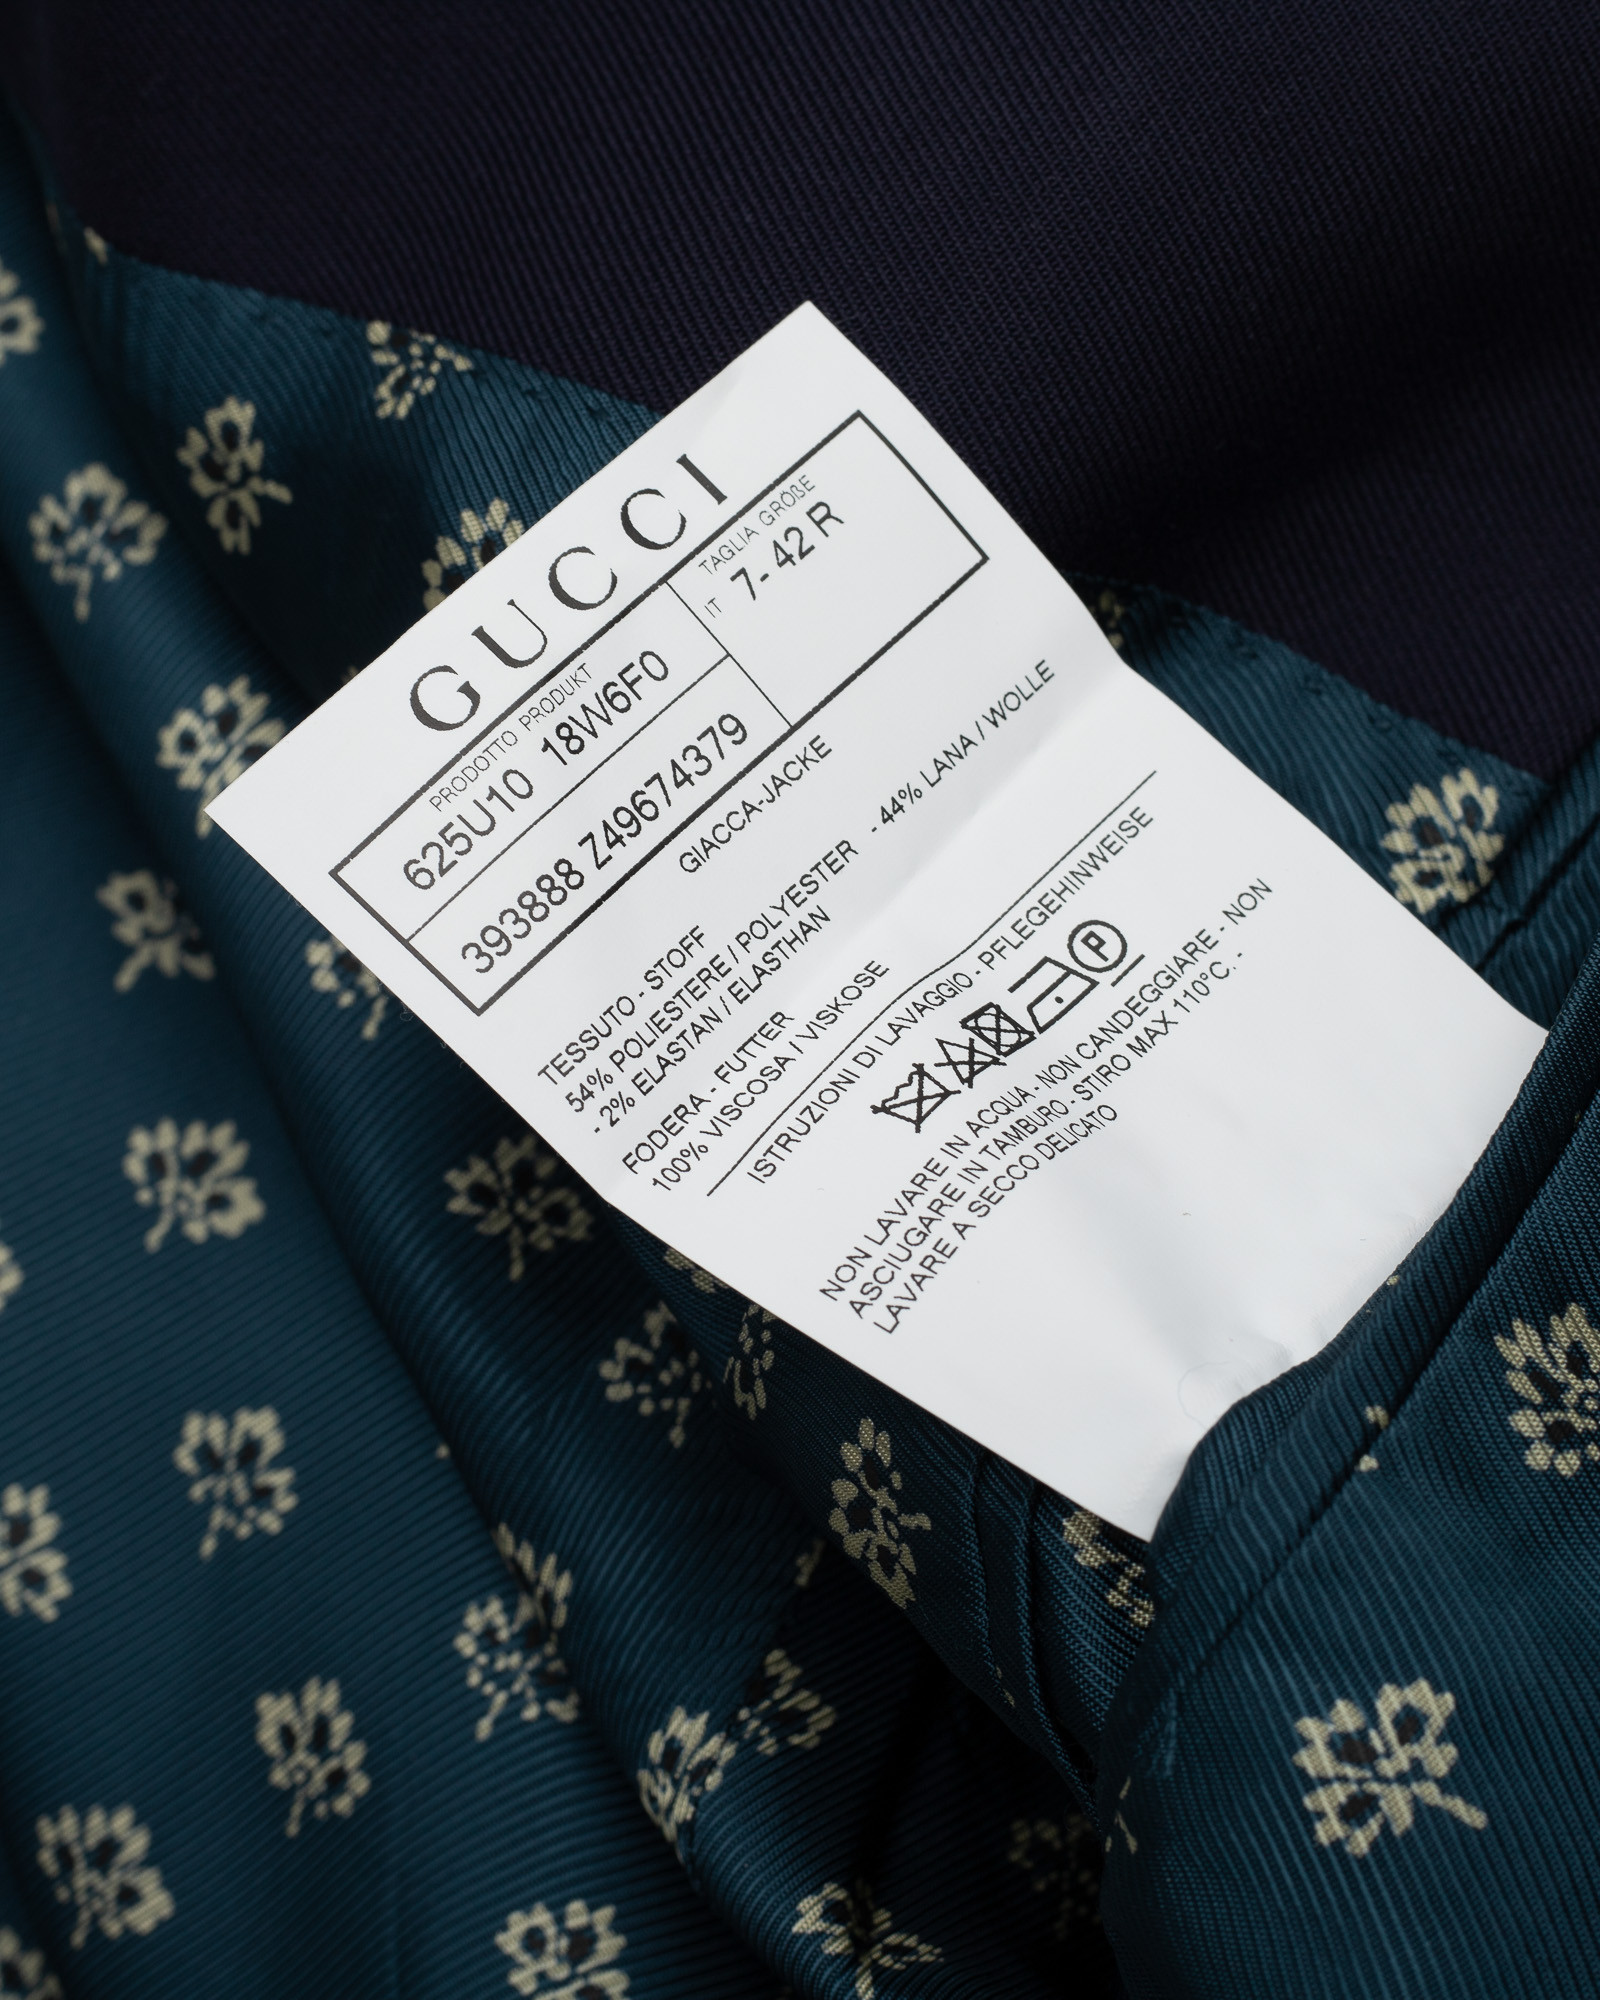 GUCCI
PRODOTTO PRODUKT
625U10 18W6F0
393888 Z49674379
TAGLIA GRÖßE
IT 7- 42 R
GIACCA-JACKE
TESSUTO - STOFF
54% POLIESTERE / POLYESTER - 44% LANA / WOLLE
- 2% ELASTAN / ELASTHAN
FODERA - FUTTER
100% VISCOSA / VISKOSE
ISTRUZIONI DI LAVAGGIO - PFLEGEHINWEISE
P
NON LAVARE IN ACQUA - NON CANDEGGIARE - NON
ASCIUGARE IN TAMBURO - STIRO MAX 110°C. -
LAVARE A SECCO DELICATO